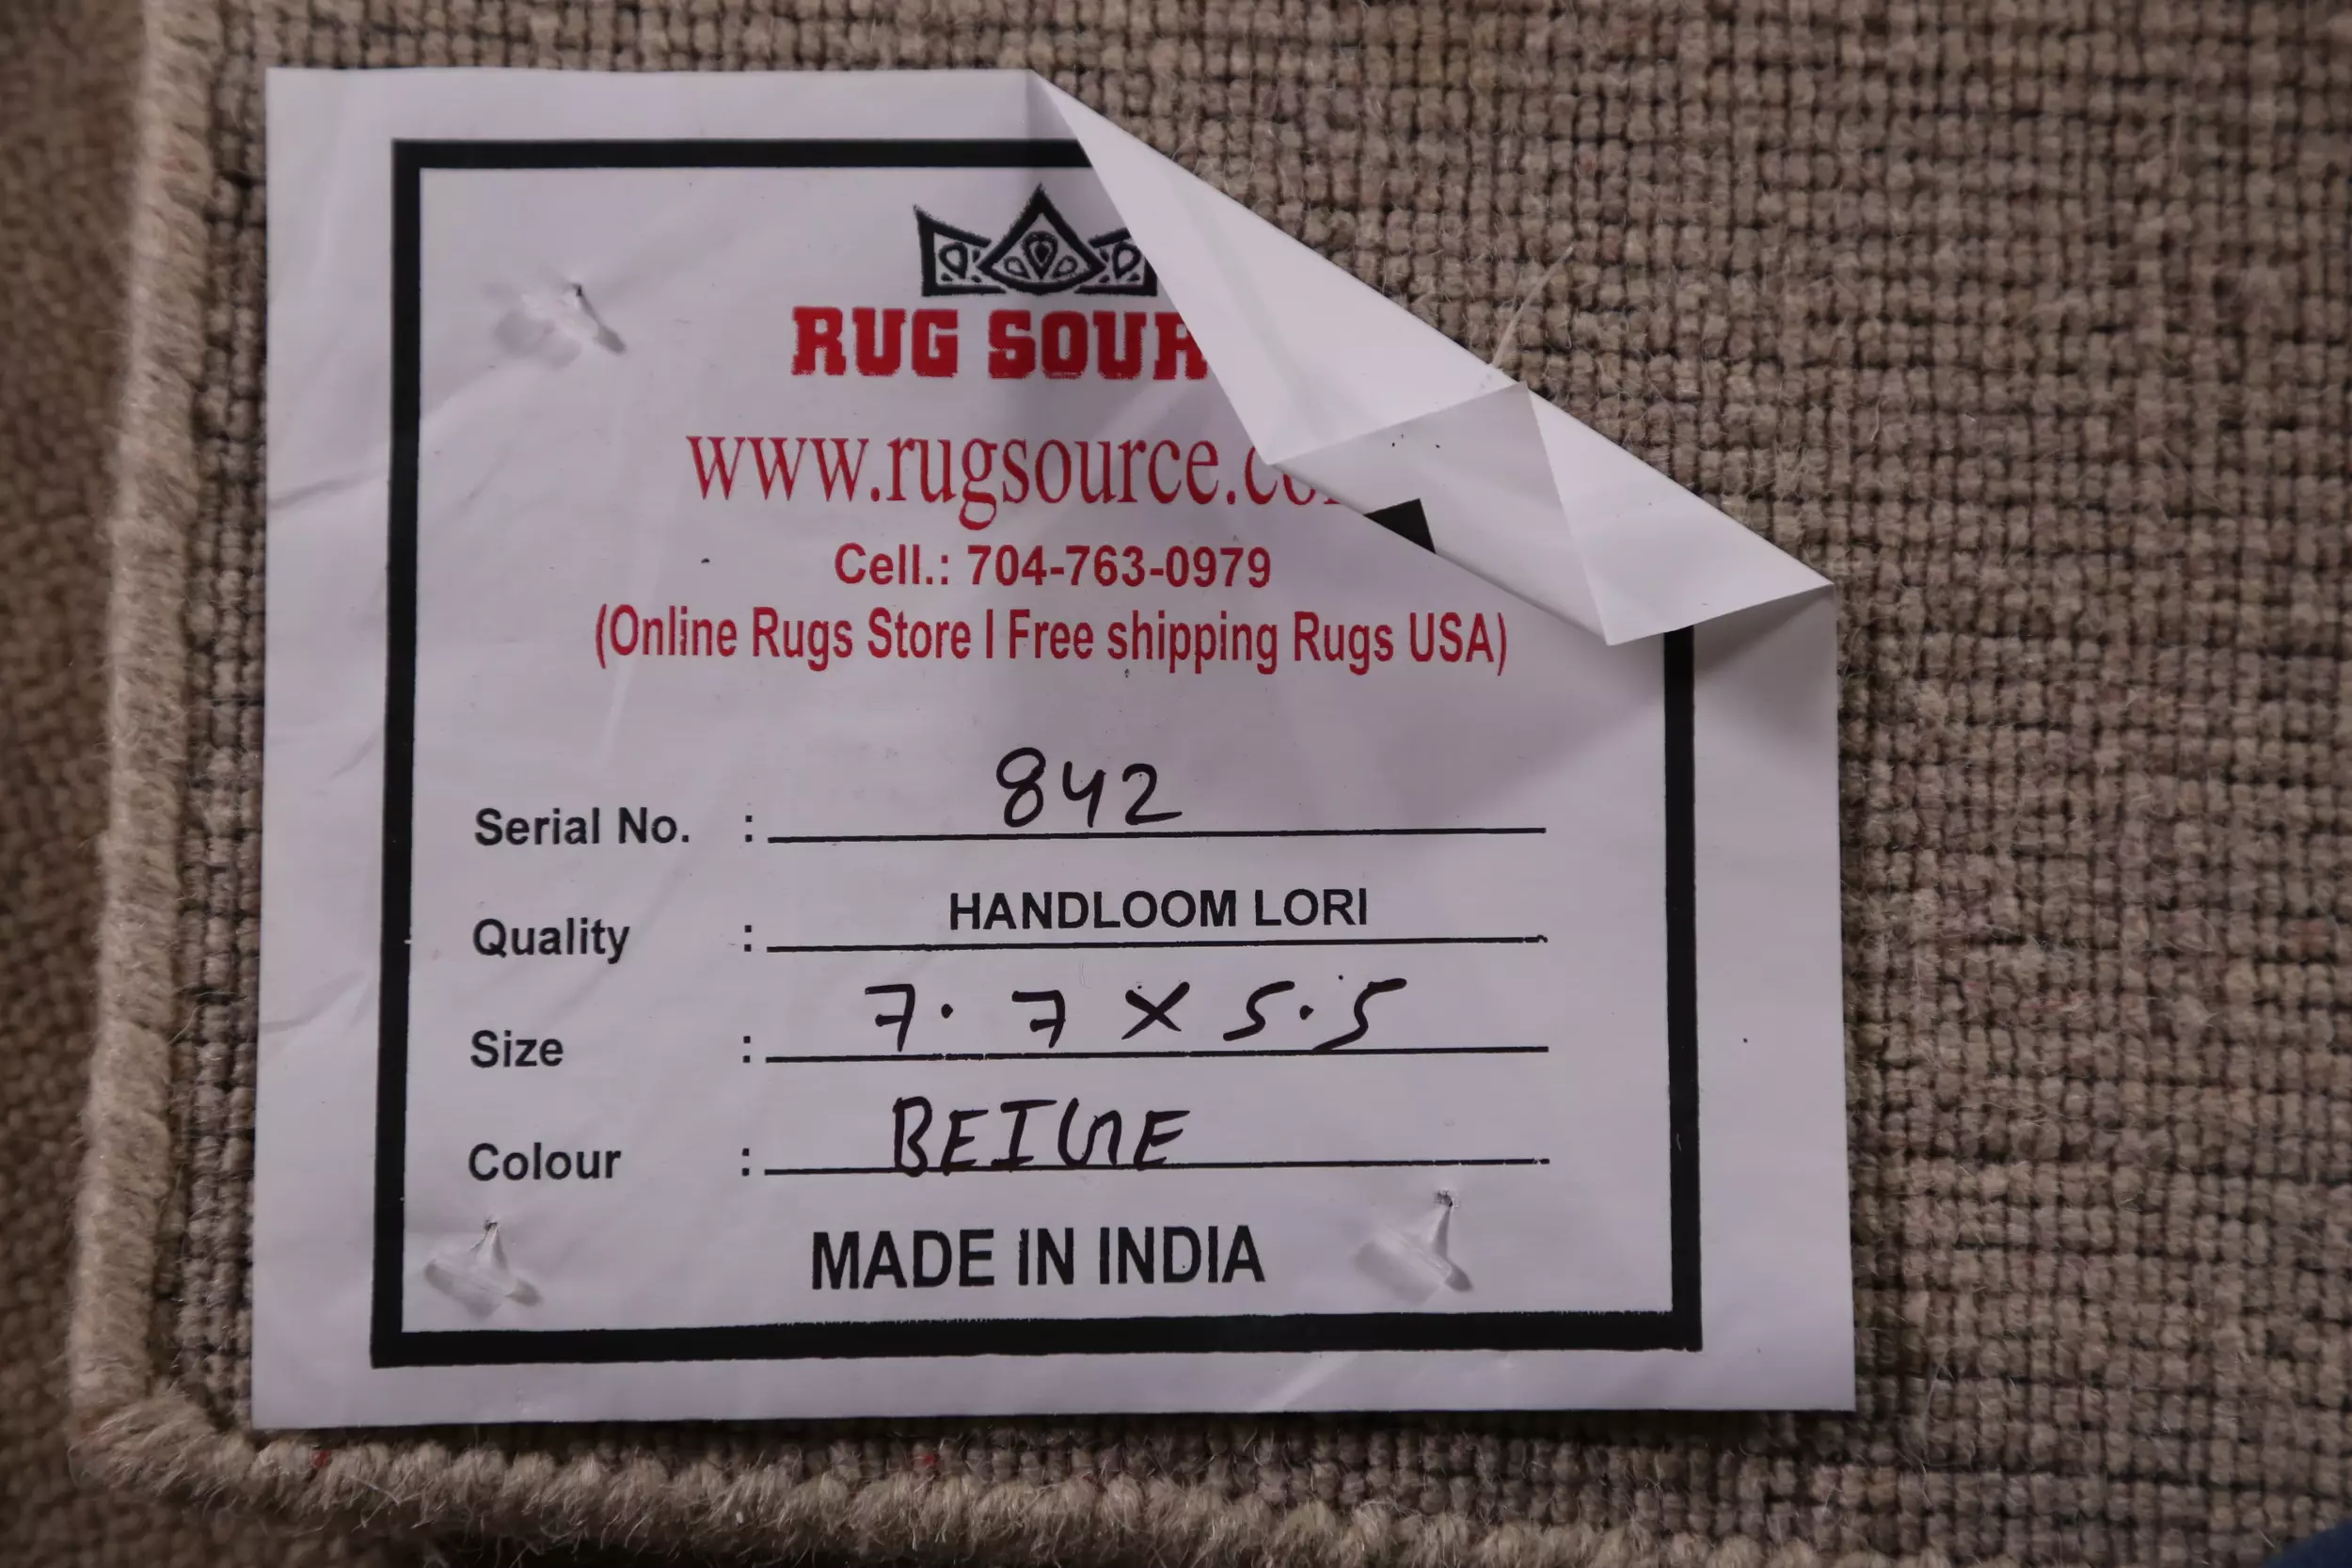 RUG SOUR
www.rugsource.co
Cell.: 704-763-0979
(Online Rugs Store I Free shipping Rugs USA)
Serial No. : 842
Quality : HANDLOOM LORI
Size : 7.7 X 5.5
Colour : BEIGE
MADE IN INDIA